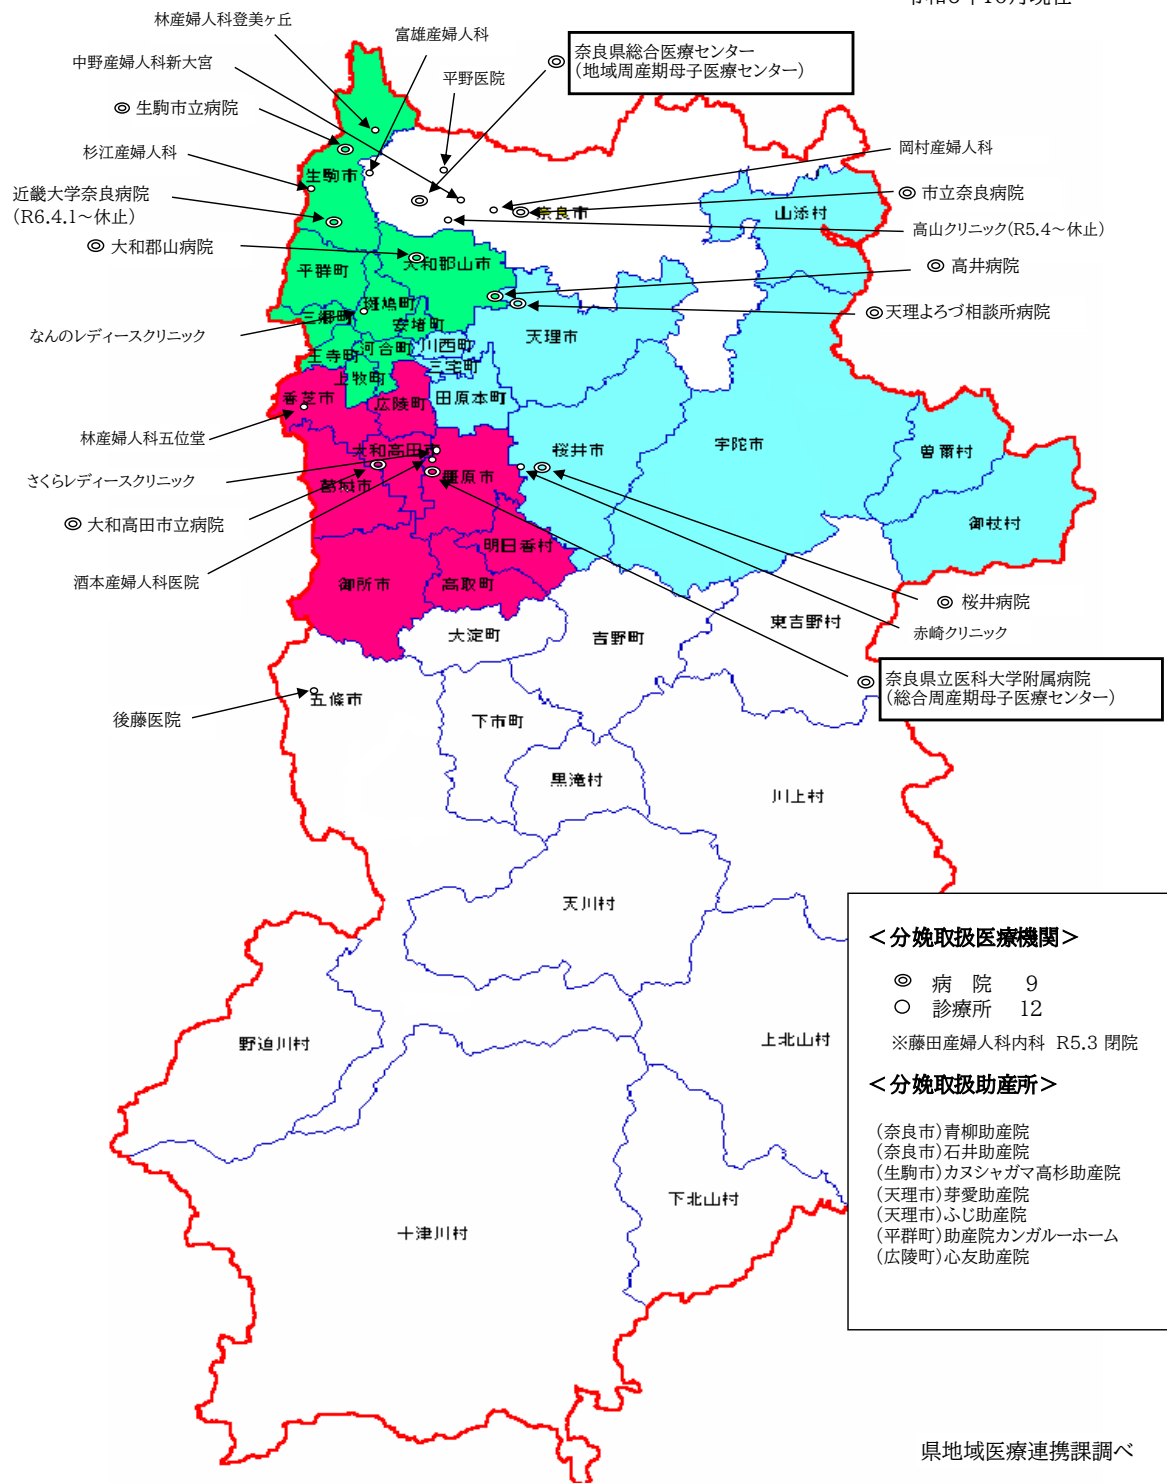 林産婦人科登美ヶ丘
富雄産婦人科
奈良県総合医療センター
(地域周産期母子医療センター)
中野産婦人科新大宮
平野医院
◎ 生駒市立病院
杉江産婦人科
岡村産婦人科
近畿大学奈良病院
(R6.4.1~休止)
◎ 市立奈良病院
高山クリニック(R5.4~休止)
◎ 大和郡山病院
◎ 高井病院
◎天理よろづ相談所病院
なんのレディースクリニック
生駒市
奈良市
山添村
平群町
大和郡山市
斑鳩町
三郷町
安堵町
天理市
王寺町
河合町
川西町
三宅町
上牧町
香芝市
広陵町
田原本町
林産婦人科五位堂
大和高田市
桜井市
宇陀市
曽爾村
さくらレディースクリニック
葛城市
橿原市
◎ 大和高田市立病院
御杖村
明日香村
酒本産婦人科医院
御所市
高取町
◎ 桜井病院
赤崎クリニック
大淀町
吉野町
東吉野村
◎ 奈良県立医科大学附属病院
(総合周産期母子医療センター)
後藤医院
五條市
下市町
黒滝村
川上村
天川村
野迫川村
上北山村
下北山村
十津川村
<分娩取扱医療機関>
◎ 病 院 9
○ 診療所 12
※藤田産婦人科内科 R5.3 閉院
<分娩取扱助産所>
(奈良市)青柳助産院
(奈良市)石井助産院
(生駒市)カヌシャガマ高杉助産院
(天理市)芽愛助産院
(天理市)ふじ助産院
(平群町)助産院カンガルーホーム
(広陵町)心友助産院
県地域医療連携課調べ